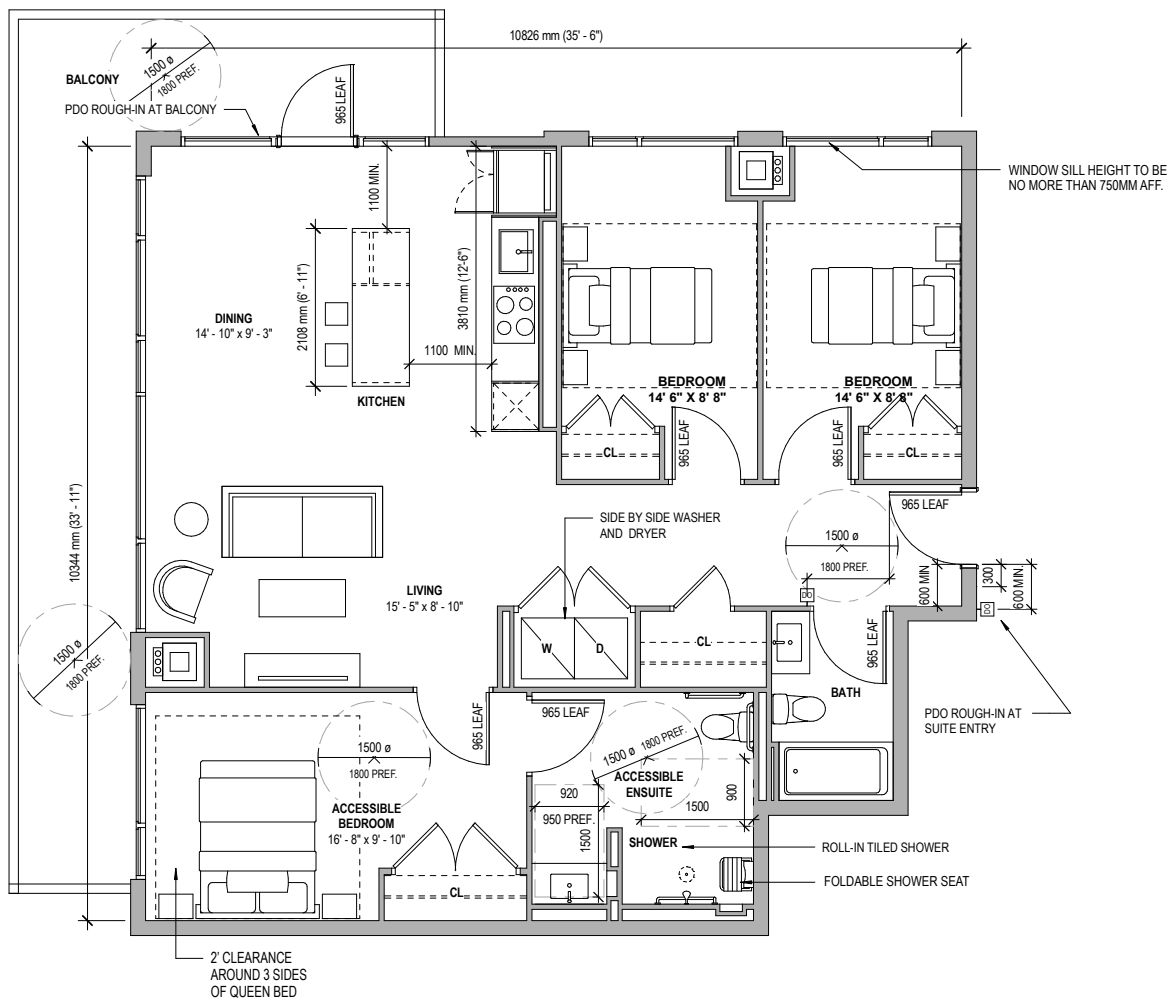 10826 mm (35' - 6")
BALCONY
1500 ø
1800 PREF.
PDO ROUGH-IN AT BALCONY
965 LEAF
WINDOW SILL HEIGHT TO BE
NO MORE THAN 750MM AFF.
1100 MIN.
2108 mm (6' - 11")
3810 mm (12'-6")
DINING
14' - 10" x 9' - 3"
1100 MIN.
KITCHEN
BEDROOM
14' 6" X 8' 8"
BEDROOM
14' 6" X 8' 8"
CL
965 LEAF
965 LEAF
CL
10344 mm (33' - 11")
965 LEAF
SIDE BY SIDE WASHER
AND DRYER
1500 ø
1800 PREF.
600 MIN
300
600 MIN.
DO
DO
LIVING
15' - 5" x 8' - 10"
W
D
CL
965 LEAF
BATH
1500 ø
1800 PREF.
PDO ROUGH-IN AT
SUITE ENTRY
965 LEAF
965 LEAF
1500 ø
1800 PREF.
1500 ø 1800 PREF.
ACCESSIBLE
ENSUITE
900
1500
ACCESSIBLE
BEDROOM
16' - 8" x 9' - 10"
920
950 PREF.
1500
SHOWER
ROLL-IN TILED SHOWER
FOLDABLE SHOWER SEAT
CL
2' CLEARANCE
AROUND 3 SIDES
OF QUEEN BED